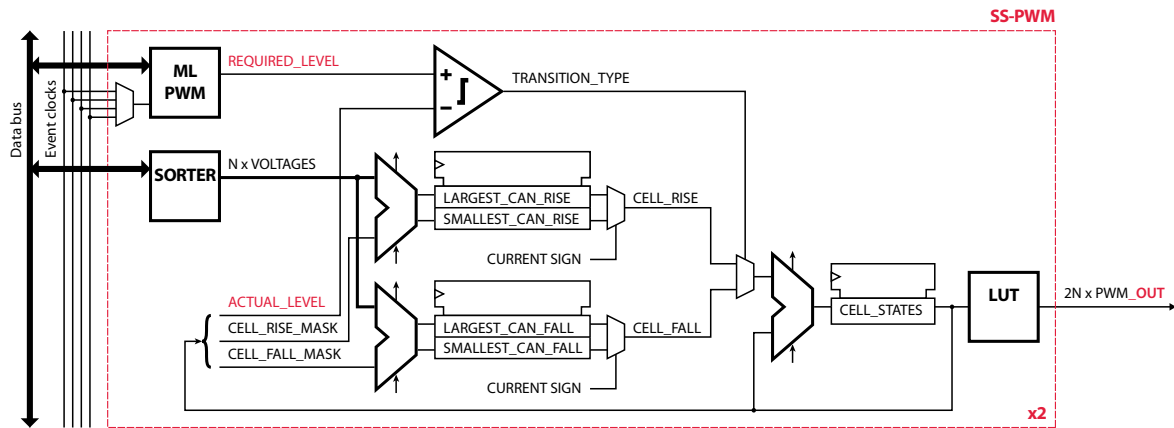 SS-PWM
Data bus
Event clocks
ML
PWM
REQUIRED_LEVEL
+
−
TRANSITION_TYPE
SORTER
N x VOLTAGES
LARGEST_CAN_RISE
SMALLEST_CAN_RISE
CELL_RISE
CURRENT SIGN
ACTUAL_LEVEL
CELL_RISE_MASK
CELL_FALL_MASK
LARGEST_CAN_FALL
SMALLEST_CAN_FALL
CELL_FALL
CURRENT SIGN
CELL_STATES
LUT
2N x PWM_OUT
x2